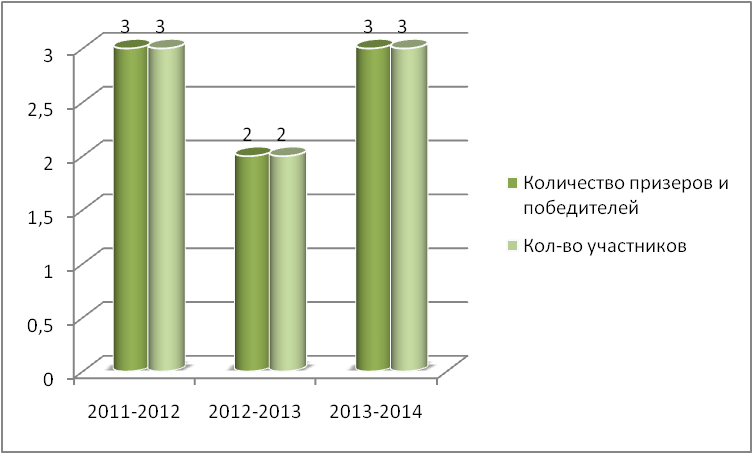 3 3 2 2 3 3
3
2,5
2
1,5
1
0,5
0
2011-2012 2012-2013 2013-2014
Количество призеров и
победителей
Кол-во участников